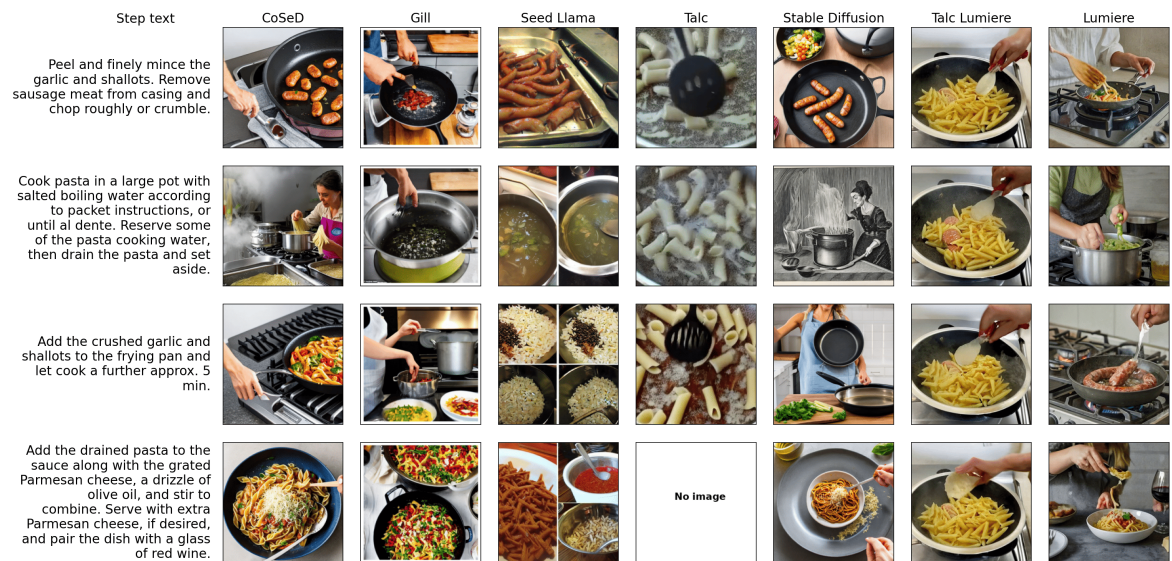 Step text
CoSeD
Gill
Seed Llama
Talc
Stable Diffusion
Talc Lumiere
Lumiere
Peel and finely mince the
garlic and shallots. Remove
sausage meat from casing and
chop roughly or crumble.
Cook pasta in a large pot with
salted boiling water according
to packet instructions, or
until al dente. Reserve some
of the pasta cooking water,
then drain the pasta and set
aside.
Add the crushed garlic and
shallots to the frying pan and
let cook a further approx. 5
min.
Add the drained pasta to the
sauce along with the grated
Parmesan cheese, a drizzle of
olive oil, and stir to
combine. Serve with extra
Parmesan cheese, if desired,
and pair the dish with a glass
of red wine.
No image